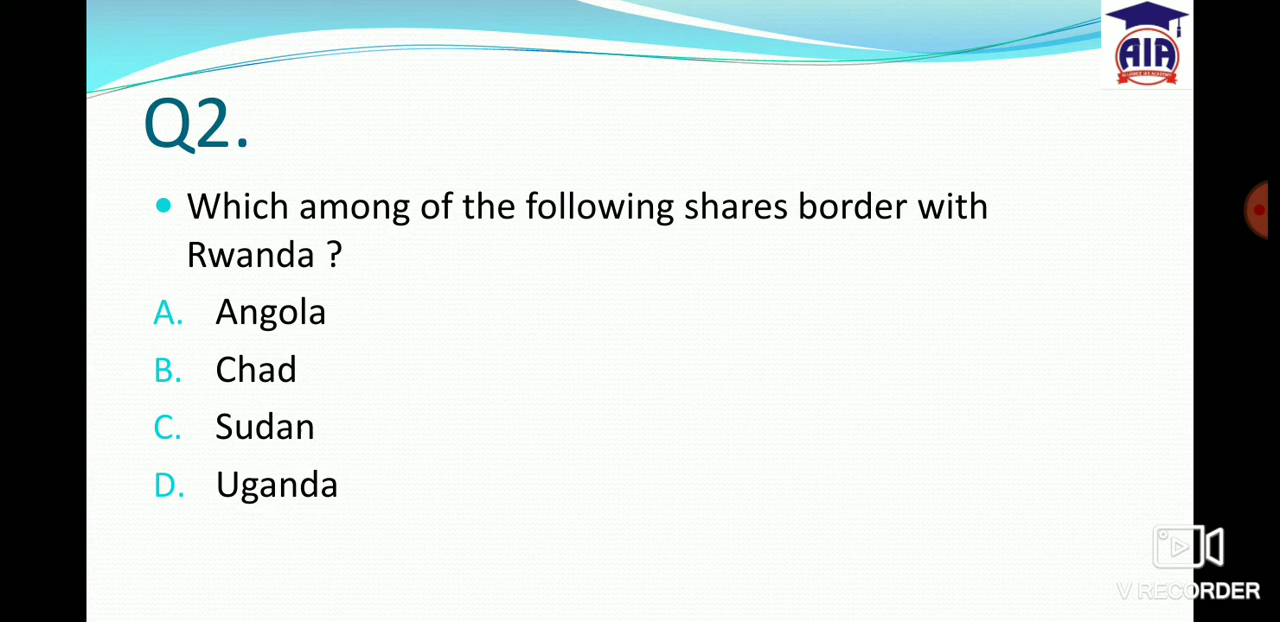 AIA
Q2.
• Which among of the following shares border with
Rwanda ?
A. Angola
B. Chad
C. Sudan
D. Uganda
V RECORDER